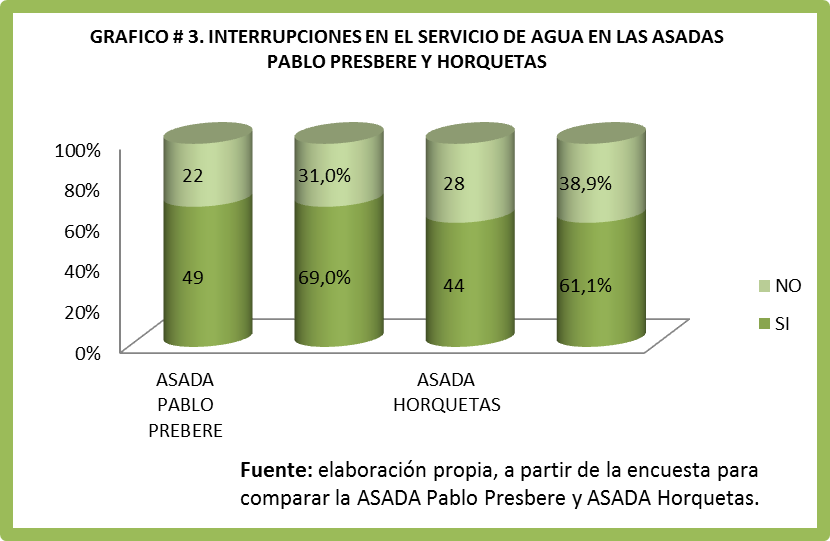 GRAFICO # 3. INTERRUPCIONES EN EL SERVICIO DE AGUA EN LAS ASADAS
PABLO PRESBERE Y HORQUETAS
100%
80%
60%
40%
20%
0%
22
31,0%
28
38,9%
49
69,0%
44
61,1%
NO
SI
ASADA
PABLO
PREBERE
ASADA
HORQUETAS
Fuente: elaboración propia, a partir de la encuesta para
comparar la ASADA Pablo Presbere y ASADA Horquetas.